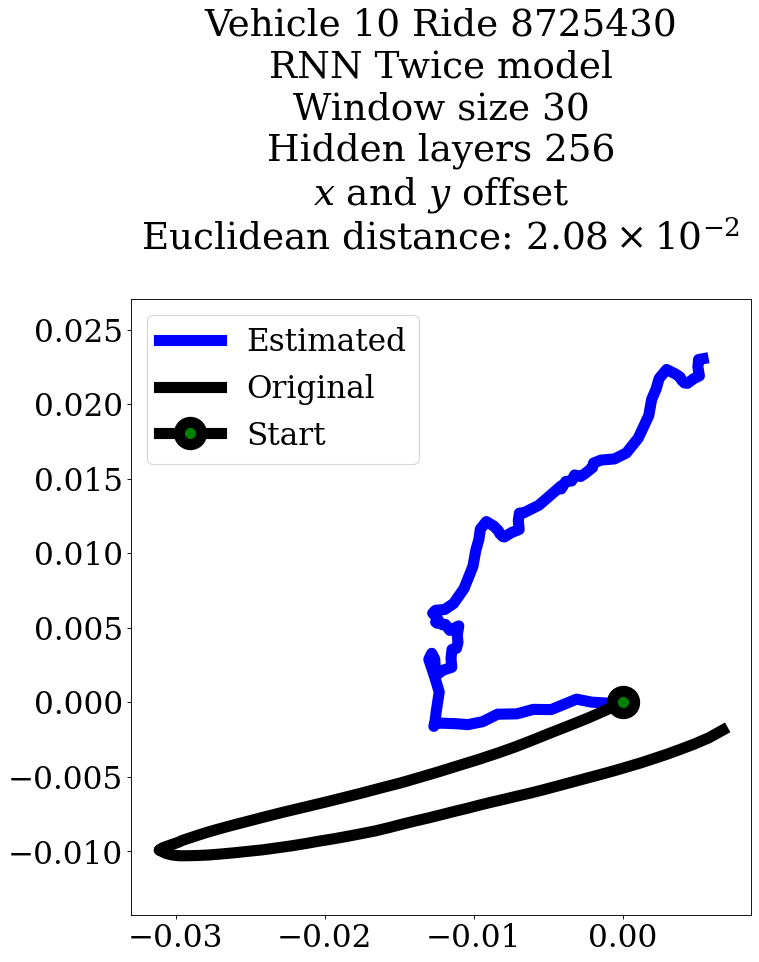 Vehicle 10 Ride 8725430
RNN Twice model
Window size 30
Hidden layers 256
x and y offset
Euclidean distance: 2.08 × 10⁻²
Estimated
Original
Start
0.025
0.020
0.015
0.010
0.005
0.000
−0.005
−0.010
−0.03 −0.02 −0.01 0.00